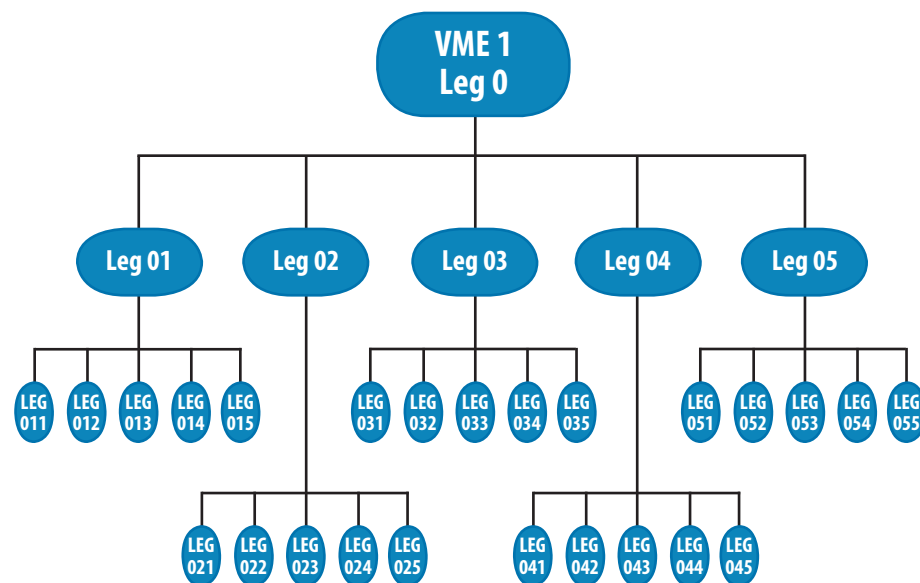 VME 1
Leg 0
Leg 01
Leg 02
Leg 03
Leg 04
Leg 05
LEG
011
LEG
012
LEG
013
LEG
014
LEG
015
LEG
031
LEG
032
LEG
033
LEG
034
LEG
035
LEG
051
LEG
052
LEG
053
LEG
054
LEG
055
LEG
021
LEG
022
LEG
023
LEG
024
LEG
025
LEG
041
LEG
042
LEG
043
LEG
044
LEG
045